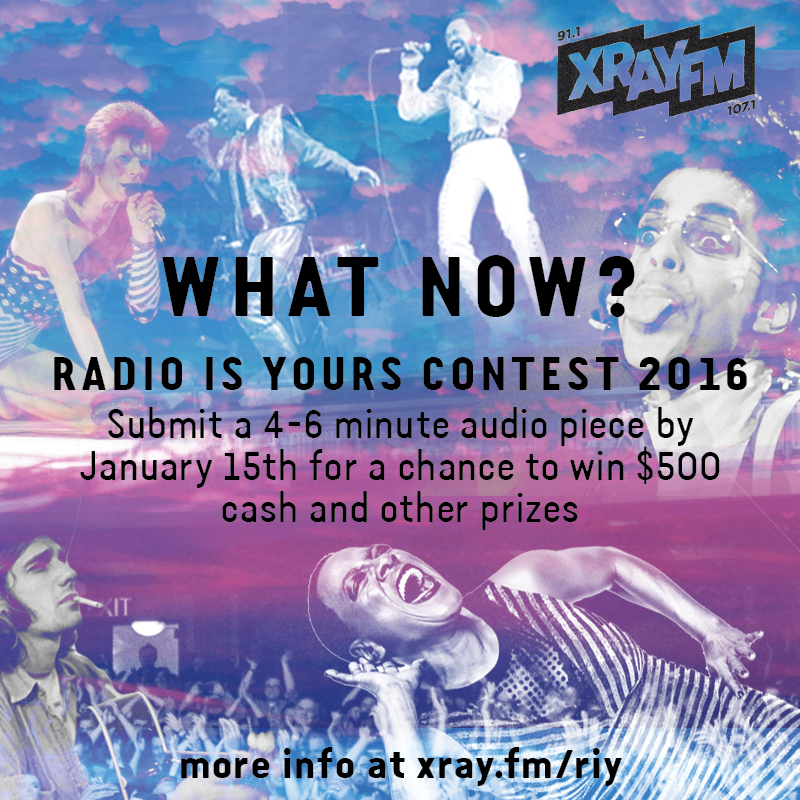 91.1
XRAYFM
107.1
WHAT NOW?
RADIO IS YOURS CONTEST 2016
Submit a 4-6 minute audio piece by
January 15th for a chance to win $500
cash and other prizes
XIT
more info at xray.fm/riy